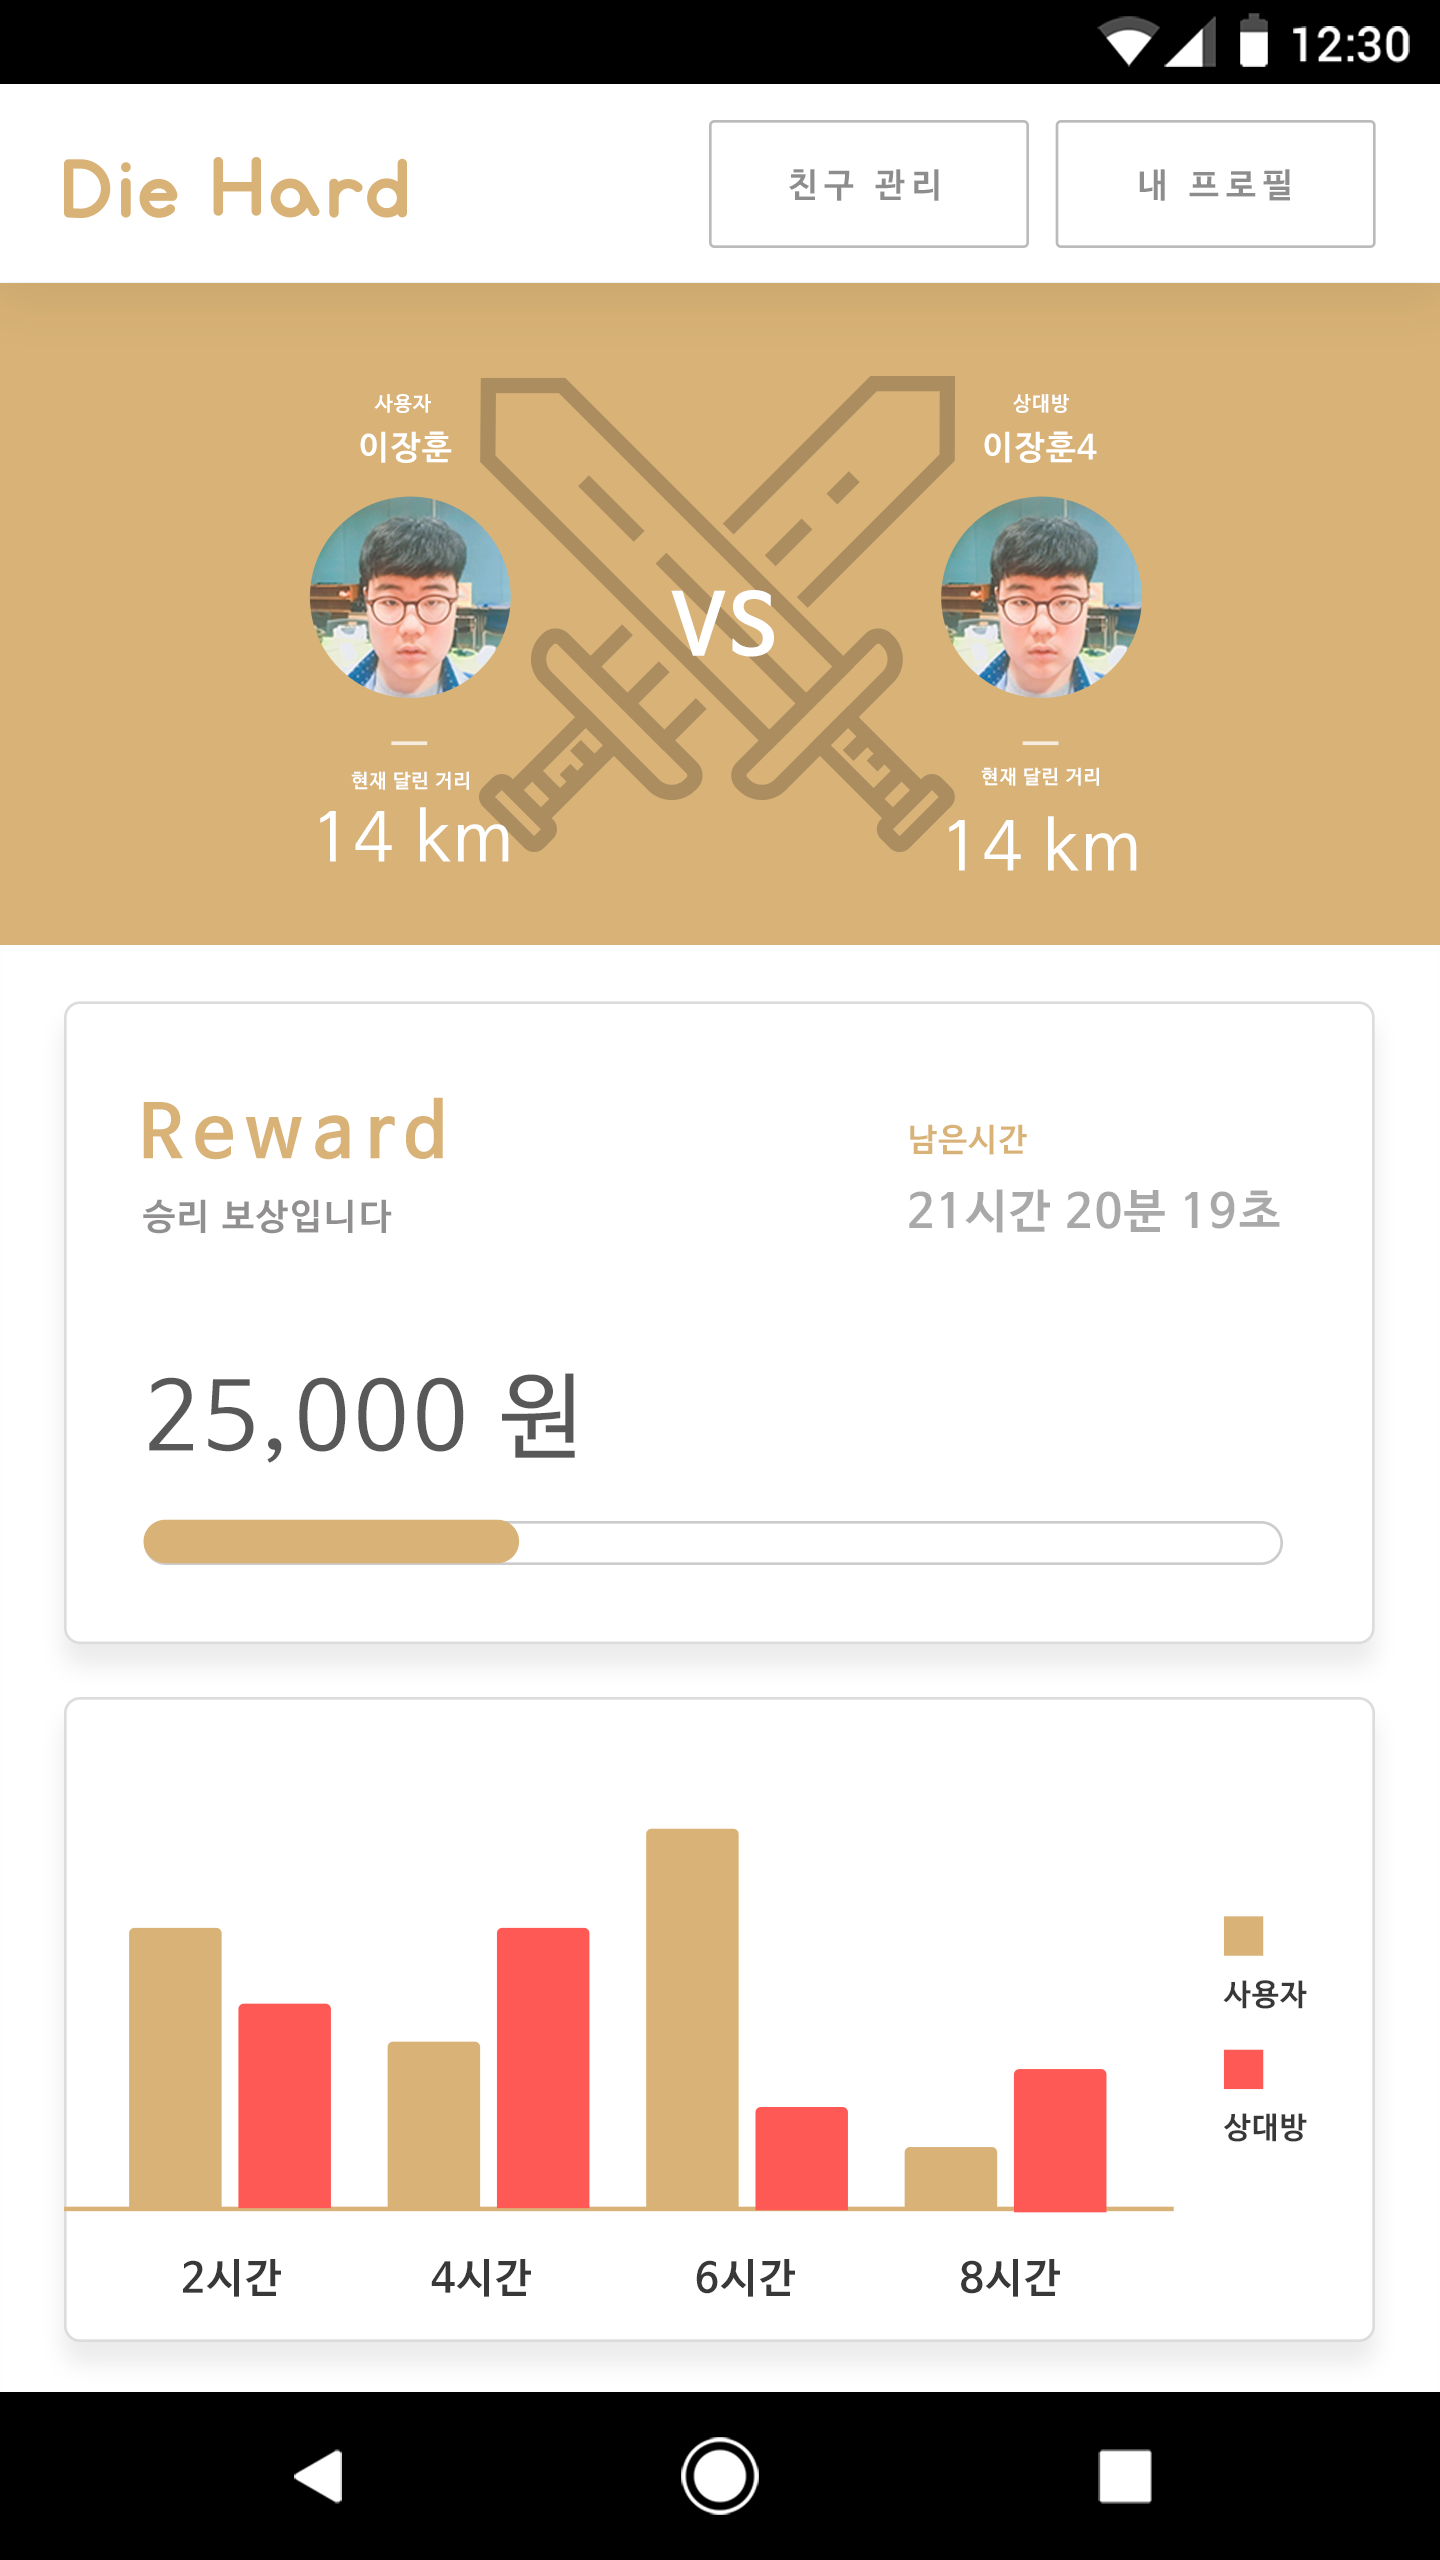 12:30
Die Hard
친구 관리
내 프로필
사용자
이장훈
상대방
이장훈4
VS
현재 달린 거리
14 km
현재 달린 거리
14 km
Reward
승리 보상입니다
남은시간
21시간 20분 19초
25,000 원
사용자
상대방
2시간
4시간
6시간
8시간